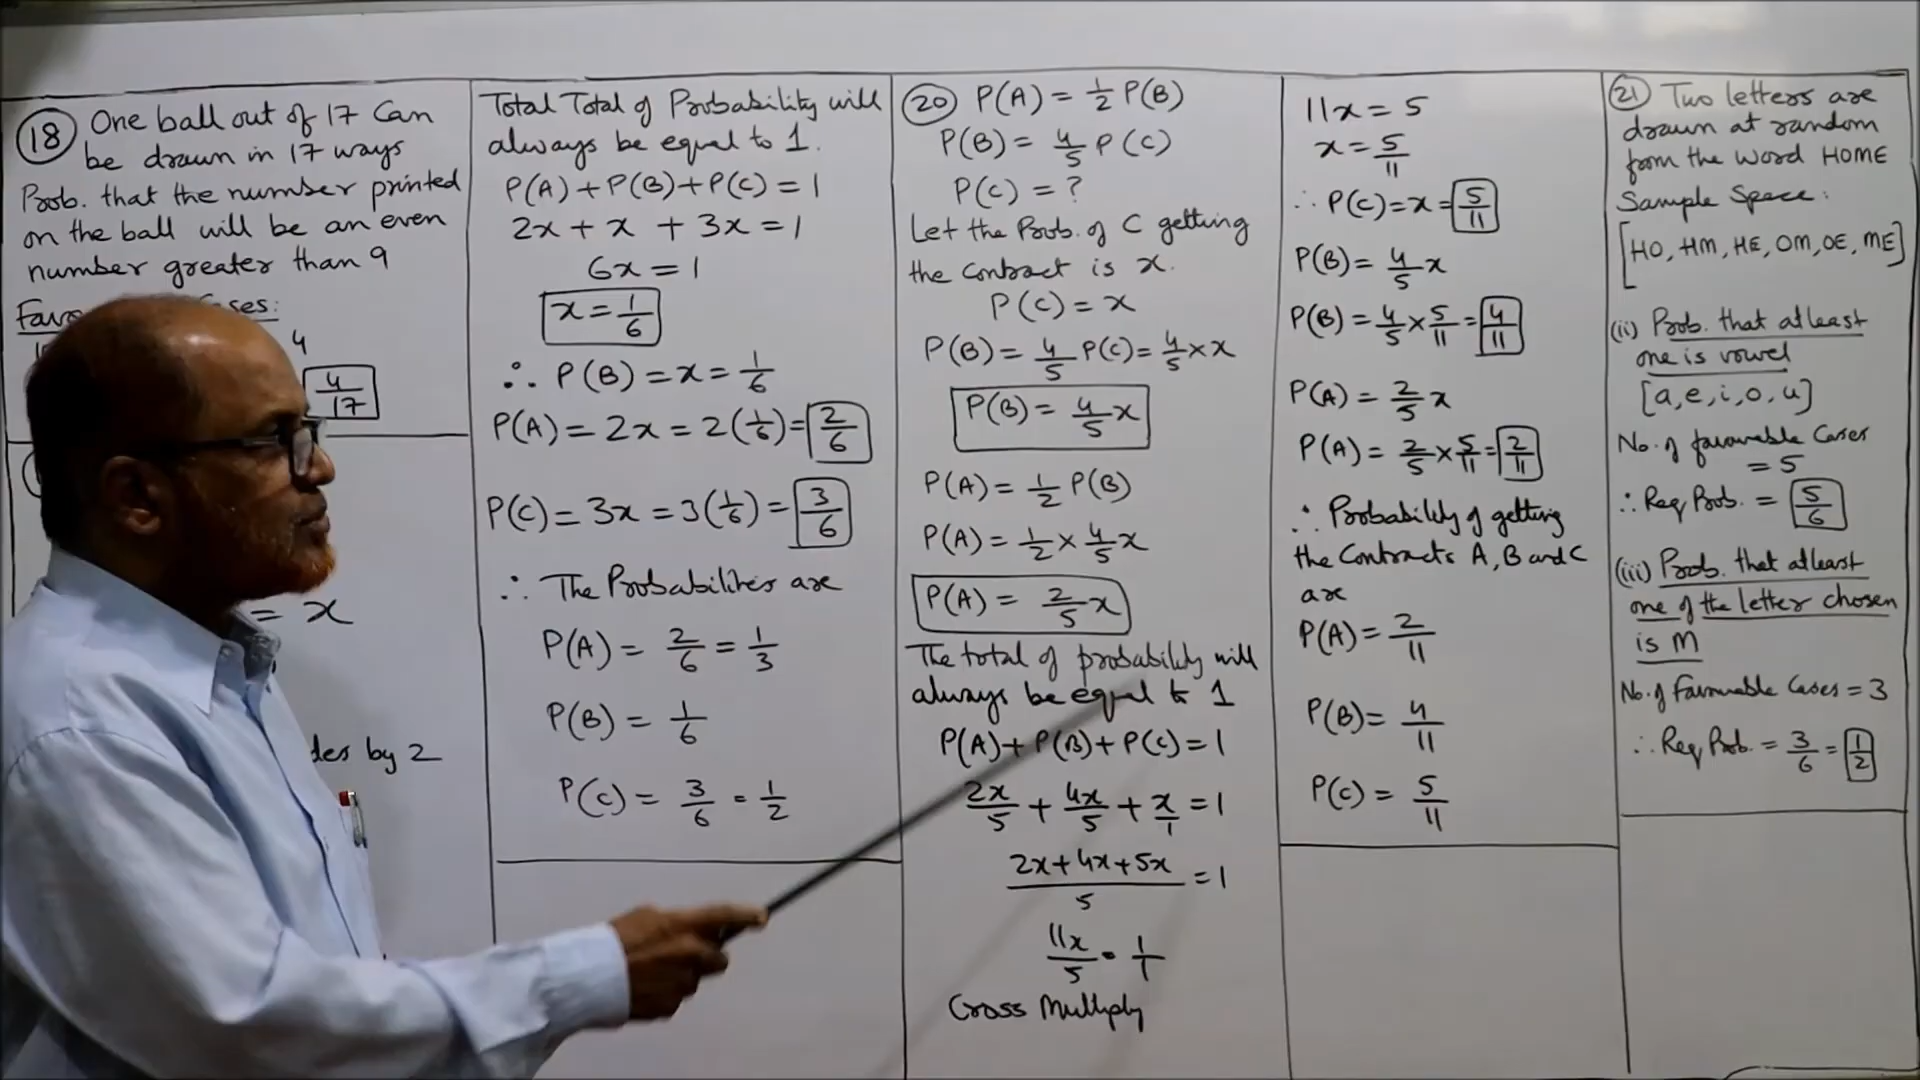 18 One ball out of 17 Can
be drawn in 17 ways
Prob. that the number printed
on the ball will be an even
number greater than 9
4
4/17
= x
des by 2
Total Total of Probability will
always be equal to 1.
P(A)+P(B)+P(C)=1
2x + x + 3x = 1
6x = 1
x = 1/6
∴ P(B) = x = 1/6
P(A) = 2x = 2(1/6) = 2/6
P(C) = 3x = 3(1/6) = 3/6
∴ The Probabilities are
P(A) = 2/6 = 1/3
P(B) = 1/6
P(C) = 3/6 = 1/2
20 P(A) = 1/2 P(B)
P(B) = 4/5 P(C)
P(C) = ?
Let the Prob. of C getting
the contract is x.
P(C) = x
P(B) = 4/5 P(C) = 4/5 × x
P(B) = 4/5 x
P(A) = 1/2 P(B)
P(A) = 1/2 × 4/5 x
P(A) = 2/5 x
The total of probability will
always be equal to 1
P(A)+P(B)+P(C)=1
2x/5 + 4x/5 + x/1 = 1
2x+4x+5x/5 = 1
11x/5 = 1/1
Cross Multiply
11x = 5
x = 5/11
∴ P(C) = x = 5/11
P(B) = 4/5 x
P(B) = 4/5 × 5/11 = 4/11
P(A) = 2/5 x
P(A) = 2/5 × 5/11 = 2/11
∴ Probability of getting
the Contracts A, B and C
are
P(A) = 2/11
P(B) = 4/11
P(C) = 5/11
21 Two letters are
drawn at random
from the word HOME
Sample Space:
[HO, HM, HE, OM, OE, ME]
(ii) Prob. that atleast
one is vowel
[a, e, i, o, u]
No. of favourable Cases
= 5
∴ Req Prob. = 5/6
(iii) Prob. that atleast
one of the letter chosen
is M
No. of Favourable Cases = 3
∴ Req Prob. = 3/6 = 1/2